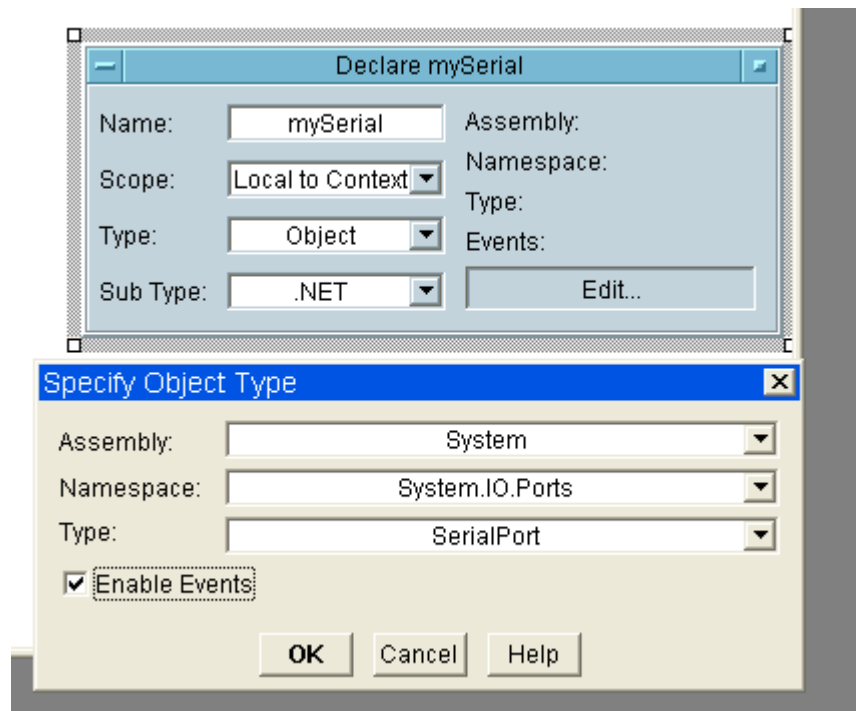 Declare mySerial
Name: mySerial
Scope: Local to Context
Type: Object
Sub Type: .NET
Assembly:
Namespace:
Type:
Events:
Edit...
Specify Object Type
Assembly: System
Namespace: System.IO.Ports
Type: SerialPort
Enable Events
OK Cancel Help